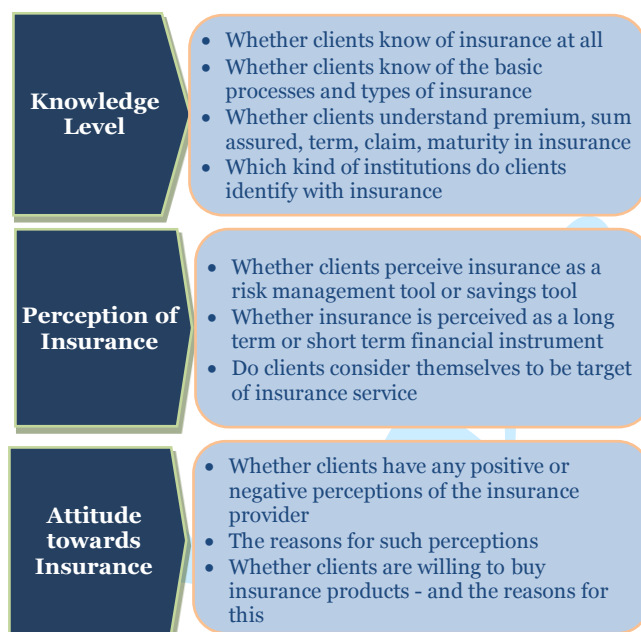 Knowledge
Level
• Whether clients know of insurance at all
• Whether clients know of the basic
processes and types of insurance
• Whether clients understand premium, sum
assured, term, claim, maturity in insurance
• Which kind of institutions do clients
identify with insurance
Perception of
Insurance
• Whether clients perceive insurance as a
risk management tool or savings tool
• Whether insurance is perceived as a long
term or short term financial instrument
• Do clients consider themselves to be target
of insurance service
Attitude
towards
Insurance
• Whether clients have any positive or
negative perceptions of the insurance
provider
• The reasons for such perceptions
• Whether clients are willing to buy
insurance products - and the reasons for
this